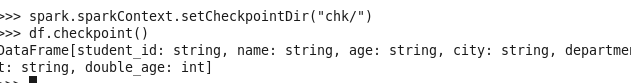 >>> spark.sparkContext.setCheckpointDir("chk/")
>>> df.checkpoint()
DataFrame[student_id: string, name: string, age: string, city: string, departmen
t: string, double_age: int]
>>>